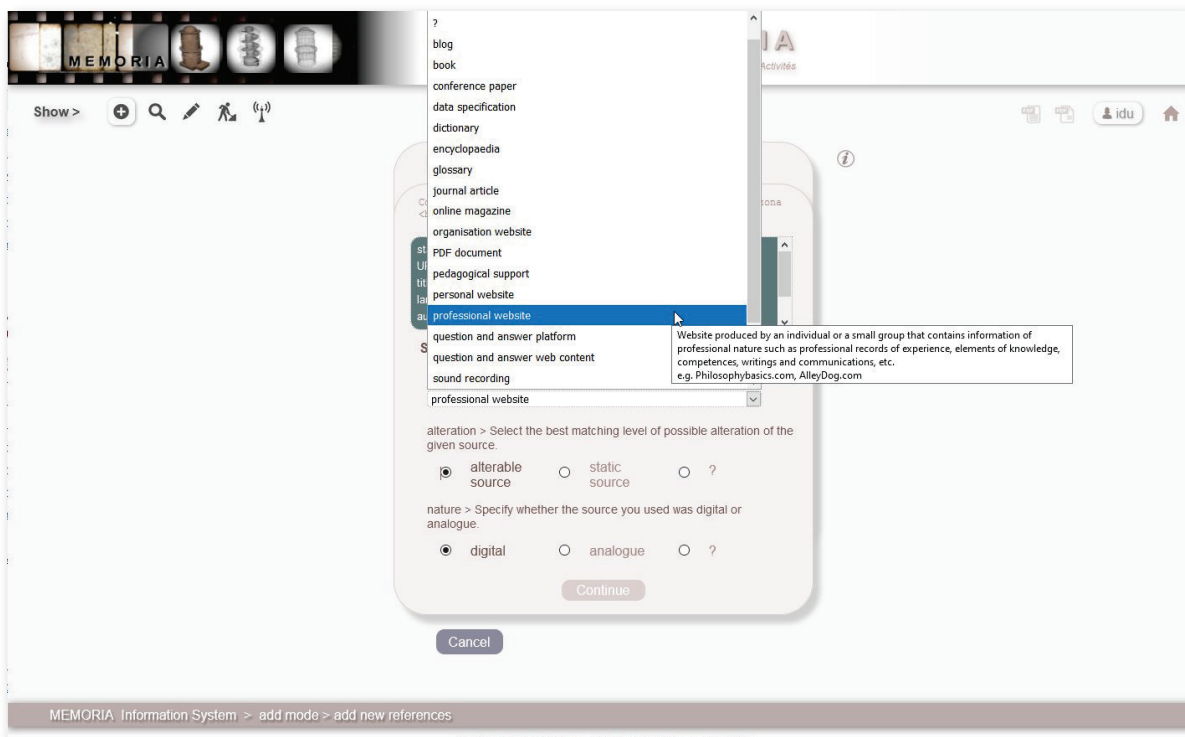 MEMORIA
I A
Activités
Show >
idu
?
blog
book
conference paper
data specification
dictionary
encyclopaedia
glossary
journal article
online magazine
organisation website
PDF document
pedagogical support
personal website
professional website
question and answer platform
question and answer web content
sound recording
professional website
Website produced by an individual or a small group that contains information of
professional nature such as professional records of experience, elements of knowledge,
competences, writings and communications, etc.
e.g. Philosophybasics.com, AlleyDog.com
alteration > Select the best matching level of possible alteration of the
given source.
alterable source
static source
?
nature > Specify whether the source you used was digital or
analogue.
digital
analogue
?
Continue
Cancel
MEMORIA Information System > add mode > add new references